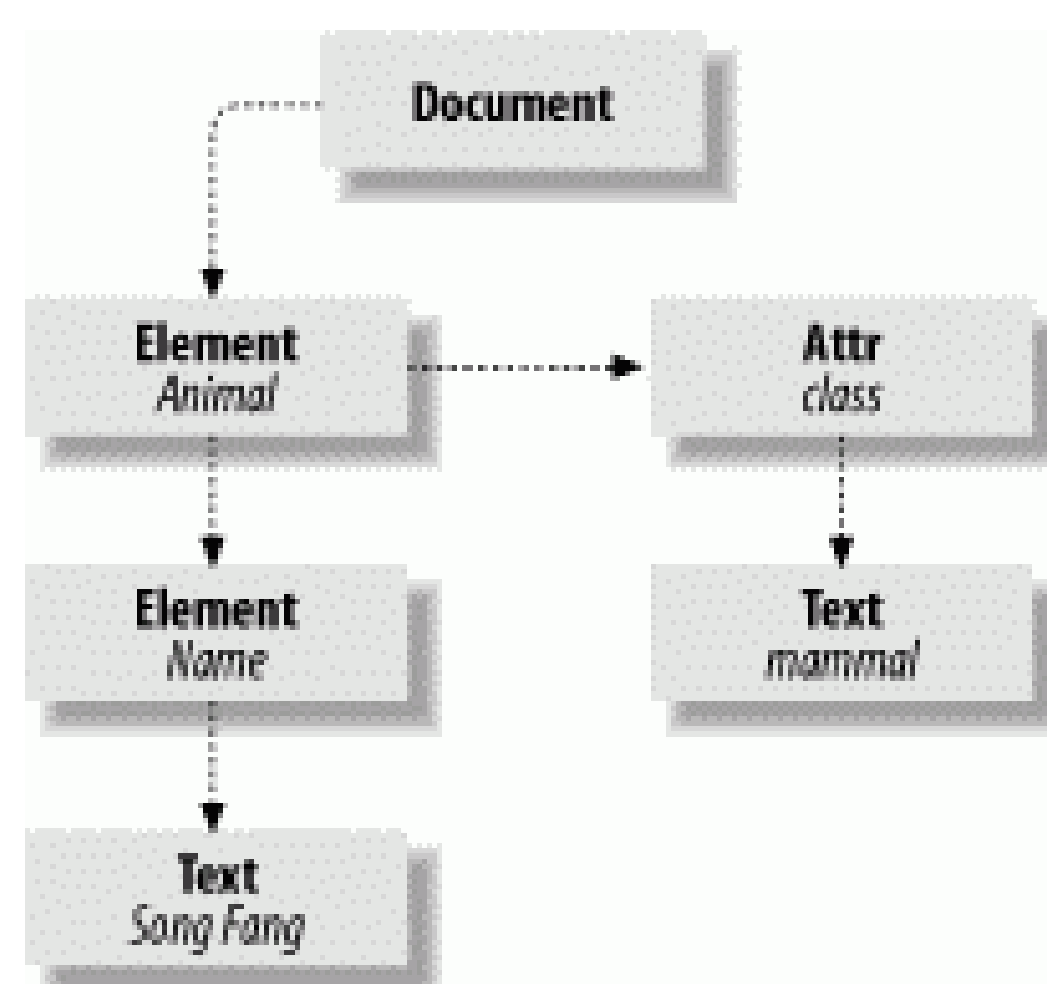 Document
Element
Animal
Attr
class
Element
Name
Text
mammal
Text
Song Fang